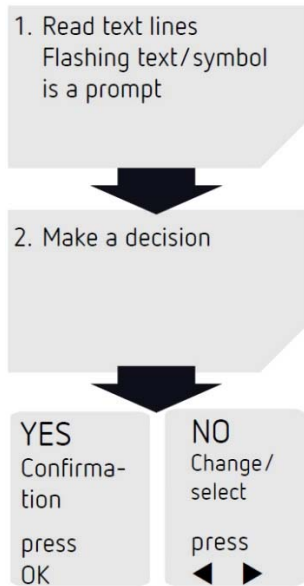 1. Read text lines
Flashing text/symbol
is a prompt
2. Make a decision
YES
Confirma-
tion
press
OK
NO
Change/
select
press
◀ ▶